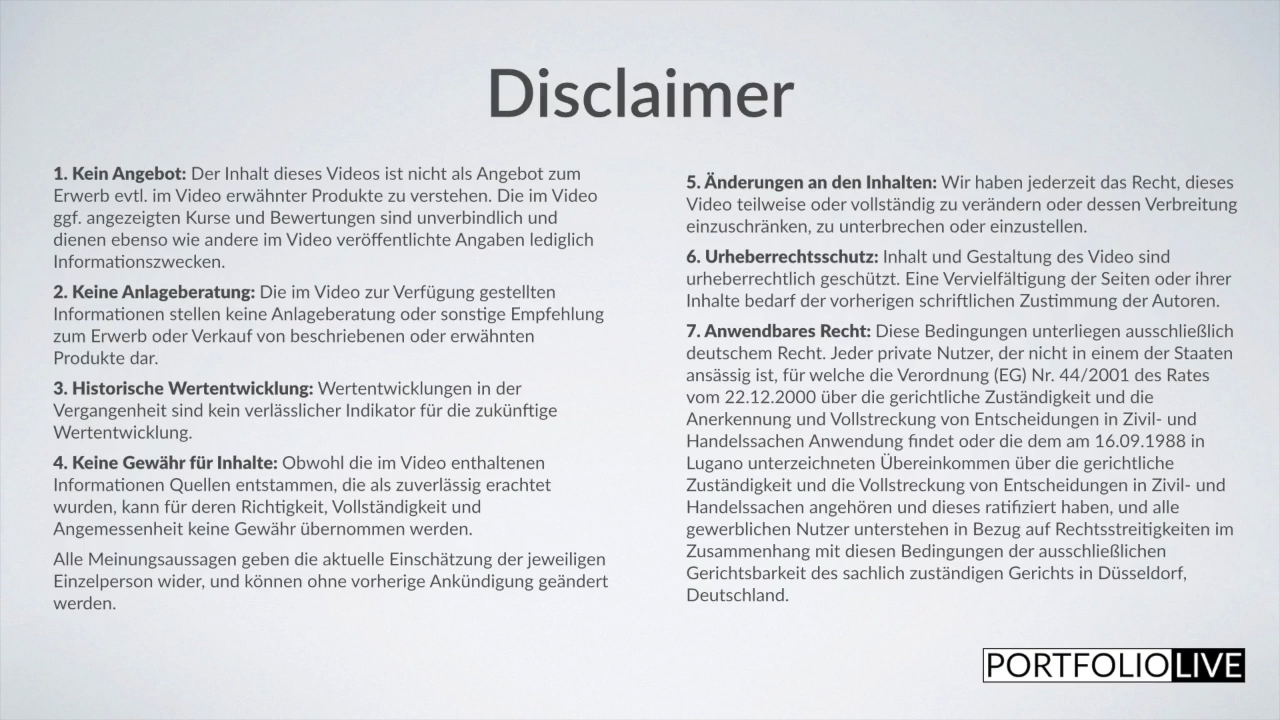 Disclaimer
1. Kein Angebot: Der Inhalt dieses Videos ist nicht als Angebot zum
Erwerb evtl. im Video erwähnter Produkte zu verstehen. Die im Video
ggf. angezeigten Kurse und Bewertungen sind unverbindlich und
dienen ebenso wie andere im Video veröffentlichte Angaben lediglich
Informationszwecken.
2. Keine Anlageberatung: Die im Video zur Verfügung gestellten
Informationen stellen keine Anlageberatung oder sonstige Empfehlung
zum Erwerb oder Verkauf von beschriebenen oder erwähnten
Produkte dar.
3. Historische Wertentwicklung: Wertentwicklungen in der
Vergangenheit sind kein verlässlicher Indikator für die zukünftige
Wertentwicklung.
4. Keine Gewähr für Inhalte: Obwohl die im Video enthaltenen
Informationen Quellen entstammen, die als zuverlässig erachtet
wurden, kann für deren Richtigkeit, Vollständigkeit und
Angemessenheit keine Gewähr übernommen werden.
Alle Meinungsaussagen geben die aktuelle Einschätzung der jeweiligen
Einzelperson wider, und können ohne vorherige Ankündigung geändert
werden.
5. Änderungen an den Inhalten: Wir haben jederzeit das Recht, dieses
Video teilweise oder vollständig zu verändern oder dessen Verbreitung
einzuschränken, zu unterbrechen oder einzustellen.
6. Urheberrechtsschutz: Inhalt und Gestaltung des Video sind
urheberrechtlich geschützt. Eine Vervielfältigung der Seiten oder ihrer
Inhalte bedarf der vorherigen schriftlichen Zustimmung der Autoren.
7. Anwendbares Recht: Diese Bedingungen unterliegen ausschließlich
deutschem Recht. Jeder private Nutzer, der nicht in einem der Staaten
ansässig ist, für welche die Verordnung (EG) Nr. 44/2001 des Rates
vom 22.12.2000 über die gerichtliche Zuständigkeit und die
Anerkennung und Vollstreckung von Entscheidungen in Zivil- und
Handelssachen Anwendung findet oder die dem am 16.09.1988 in
Lugano unterzeichneten Übereinkommen über die gerichtliche
Zuständigkeit und die Vollstreckung von Entscheidungen in Zivil- und
Handelssachen angehören und dieses ratifiziert haben, und alle
gewerblichen Nutzer unterstehen in Bezug auf Rechtsstreitigkeiten im
Zusammenhang mit diesen Bedingungen der ausschließlichen
Gerichtsbarkeit des sachlich zuständigen Gerichts in Düsseldorf,
Deutschland.
PORTFOLIO LIVE